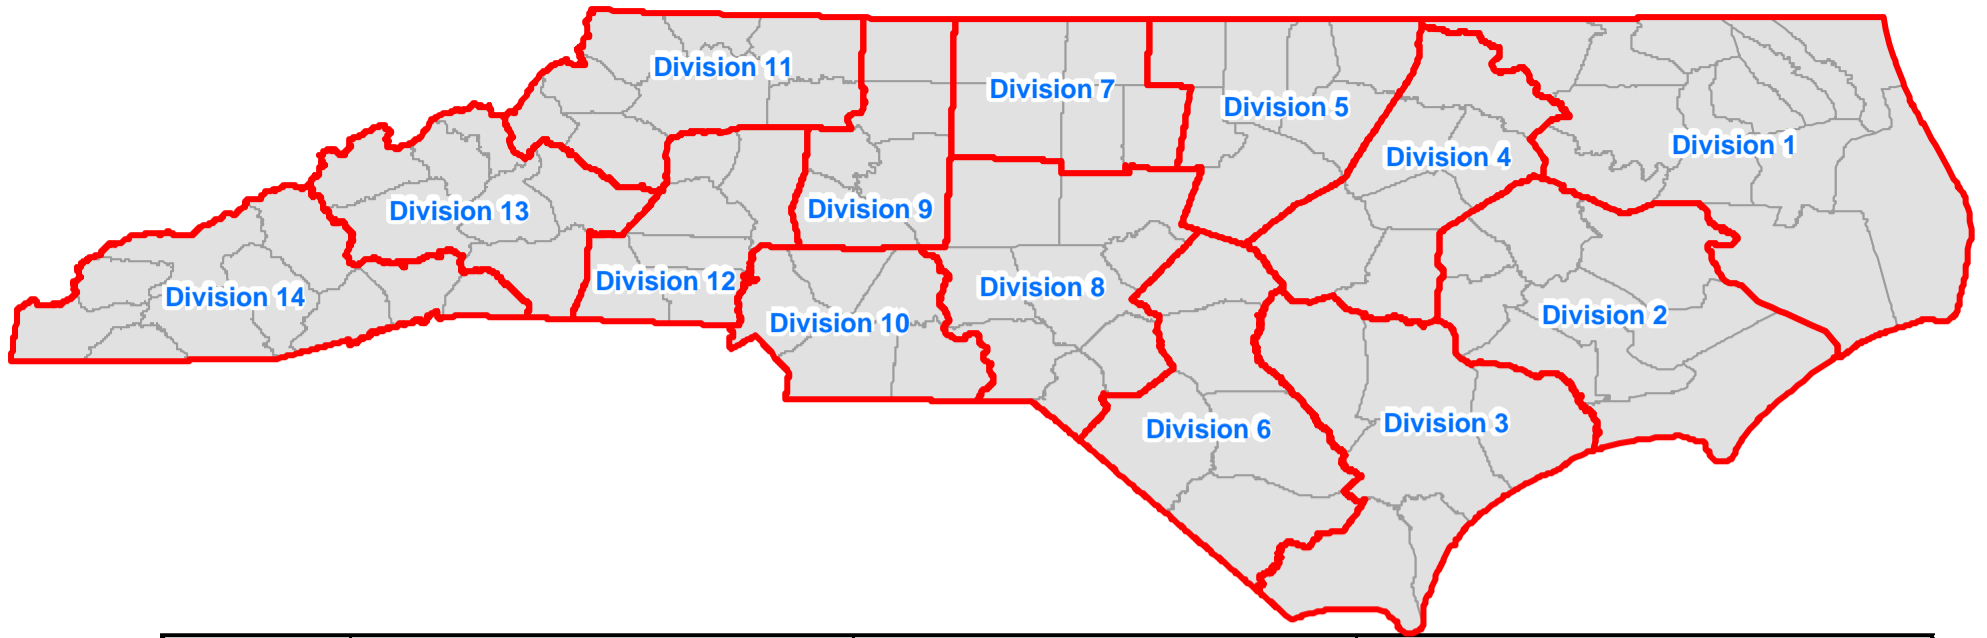 Division 11
Division 7
Division 5
Division 1
Division 4
Division 13
Division 9
Division 12
Division 8
Division 14
Division 2
Division 10
Division 6
Division 3